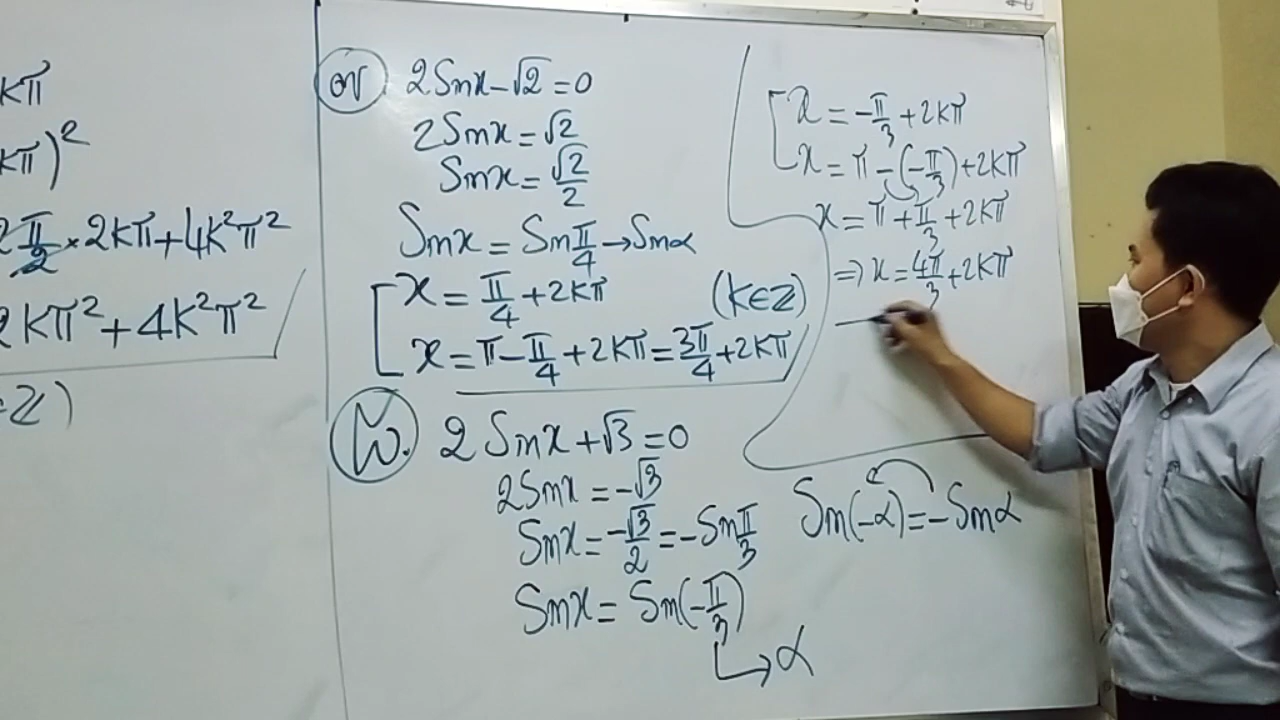 kπ
kπ)²
2π/2 × 2kπ + 4k²π²
2kπ² + 4k²π²
∈ℤ)
2Sinx - √2 = 0
2Sinx = √2
Sinx = √2/2
Sinx = Sinπ/4 → Sinα
[ x = π/4 + 2kπ (k∈ℤ)
x = π - π/4 + 2kπ = 3π/4 + 2kπ
2Sinx + √3 = 0
2Sinx = -√3
Sinx = -√3/2 = -Sinπ/3
Sinx = Sin(-π/3)
↳ α
[ x = -π/3 + 2kπ
x = π - (-π/3) + 2kπ
x = π + π/3 + 2kπ
⇒ x = 4π/3 + 2kπ
Sin(-α) = -Sinα